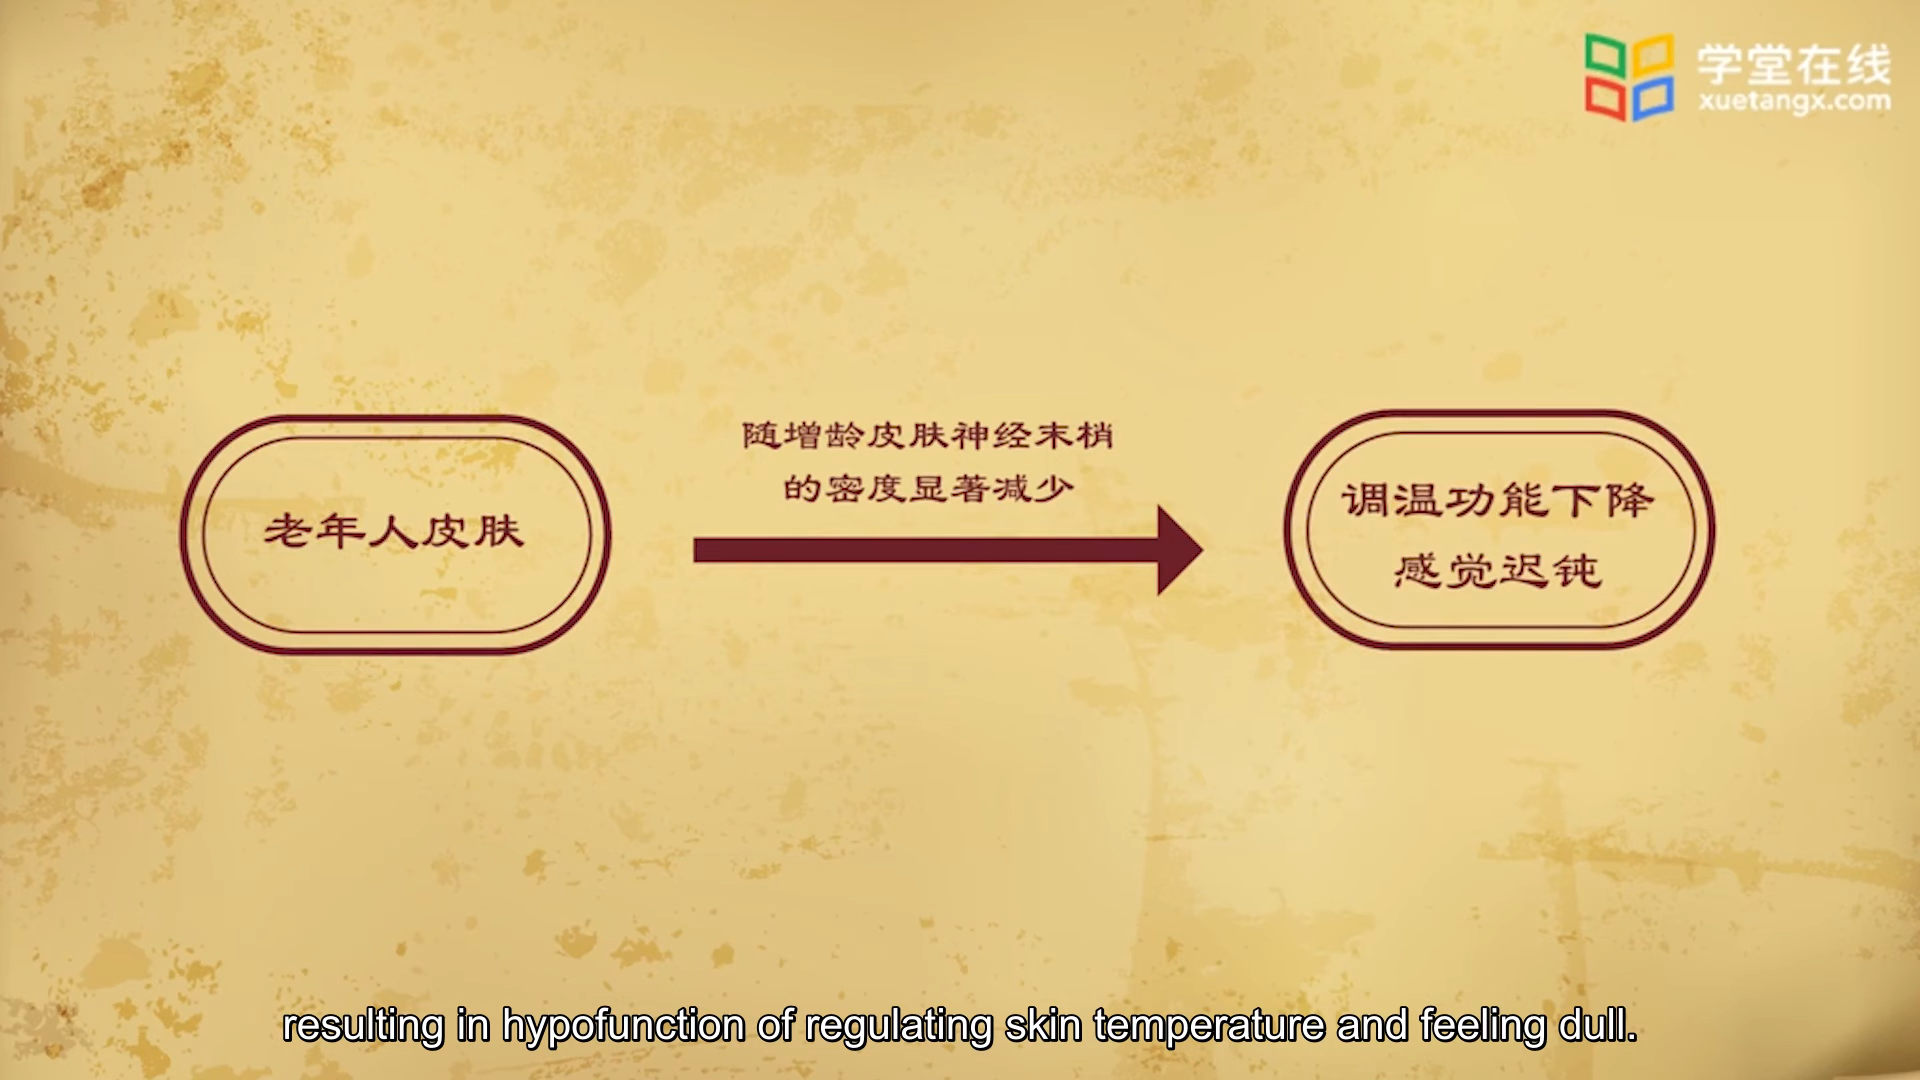 学堂在线
xuetangx.com
随增龄皮肤神经末梢
的密度显著减少
老年人皮肤
调温功能下降
感觉迟钝
resulting in hypofunction of regulating skin temperature and feeling dull.